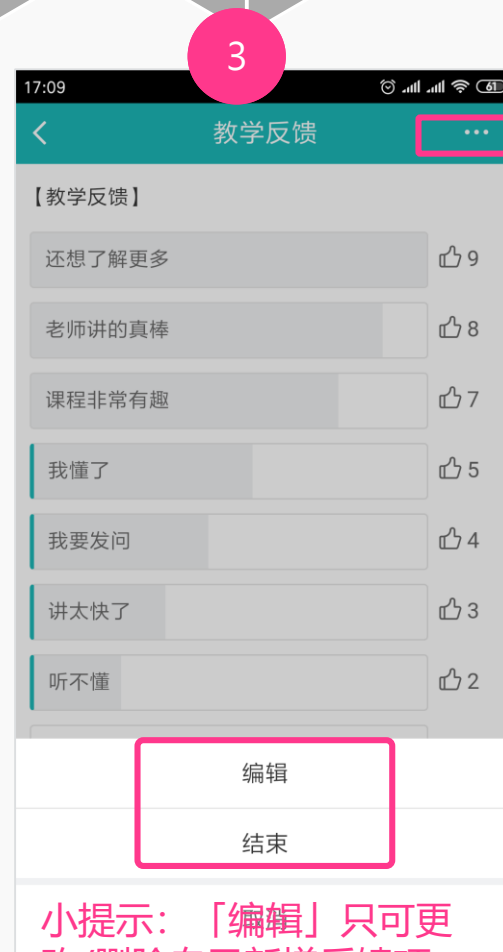 3
17:09
61
教学反馈
...
【教学反馈】
还想了解更多
9
老师讲的真棒
8
课程非常有趣
7
我懂了
5
我要发问
4
讲太快了
3
听不懂
2
编辑
结束
小提示：「编辑」只可更